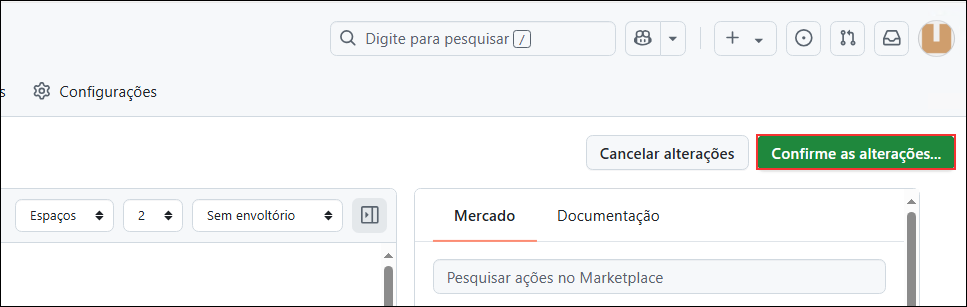 Digite para pesquisar /
s Configurações
Cancelar alterações Confirme as alterações...
Espaços 2 Sem envoltório
Mercado Documentação
Pesquisar ações no Marketplace